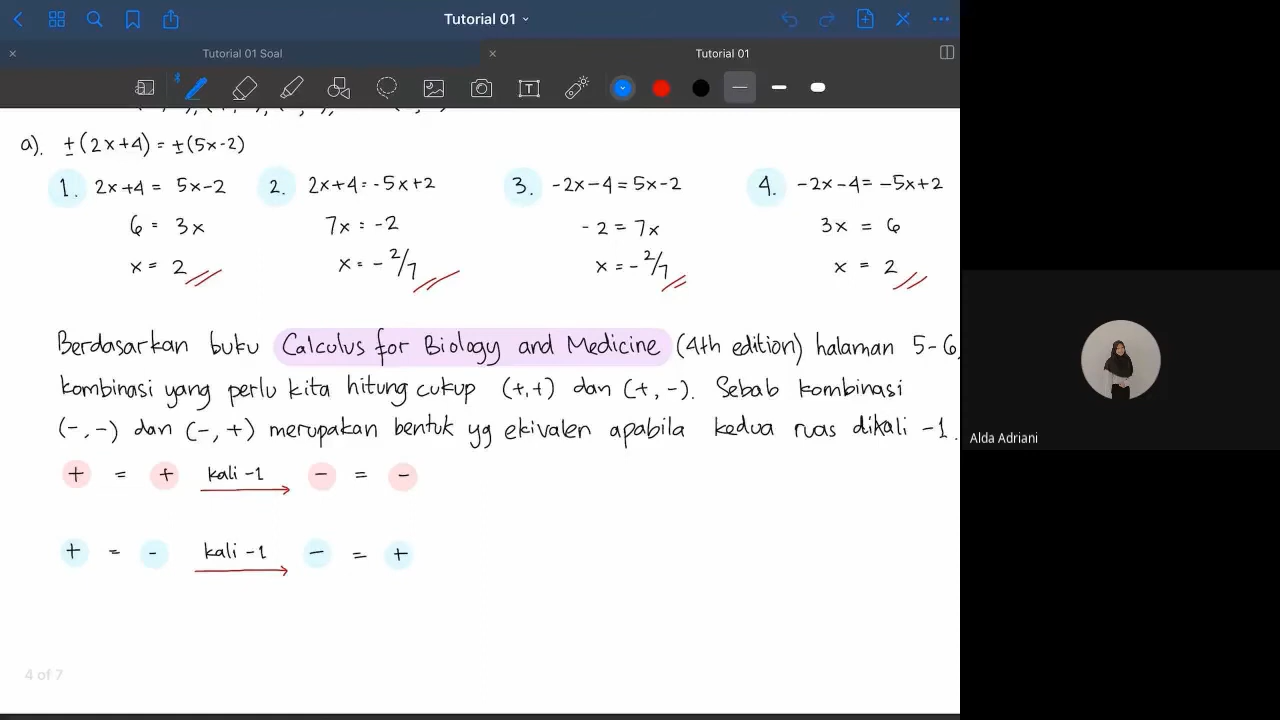 Tutorial 01
Tutorial 01 Soal
Tutorial 01
a). ±(2x+4) = ±(5x-2)
1. 2x+4 = 5x-2
6 = 3x
x = 2
2. 2x+4 = -5x+2
7x = -2
x = -2/7
3. -2x-4 = 5x-2
-2 = 7x
x = -2/7
4. -2x-4 = -5x+2
3x = 6
x = 2
Berdasarkan buku Calculus for Biology and Medicine (4th edition) halaman 5-6,
kombinasi yang perlu kita hitung cukup (+,+) dan (+,-). Sebab kombinasi
(-,-) dan (-,+) merupakan bentuk yg ekivalen apabila kedua ruas dikali -1.
+ = + kali -1 - = -
+ = - kali -1 - = +
4 of 7
Alda Adriani